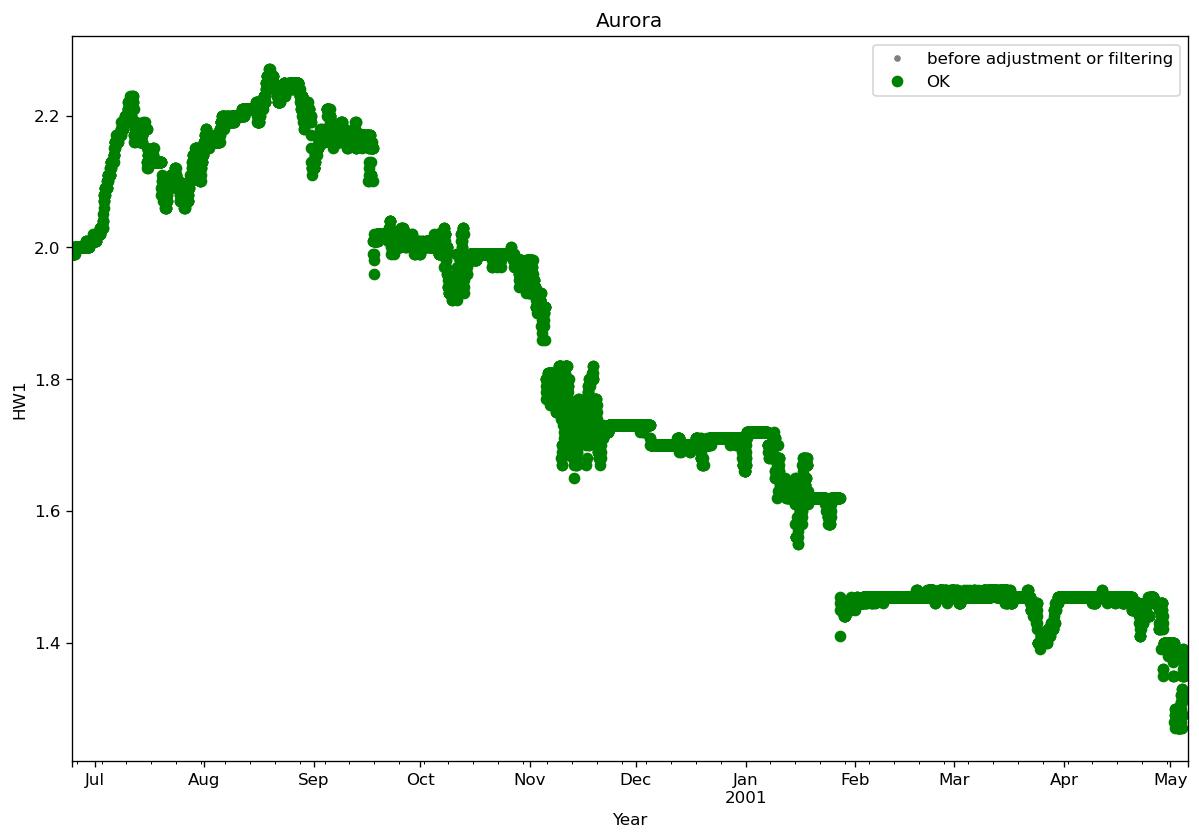 Aurora
before adjustment or filtering
OK
2.2
2.0
1.8
1.6
1.4
HW1
Jul Aug Sep Oct Nov Dec Jan Feb Mar Apr May
2001
Year